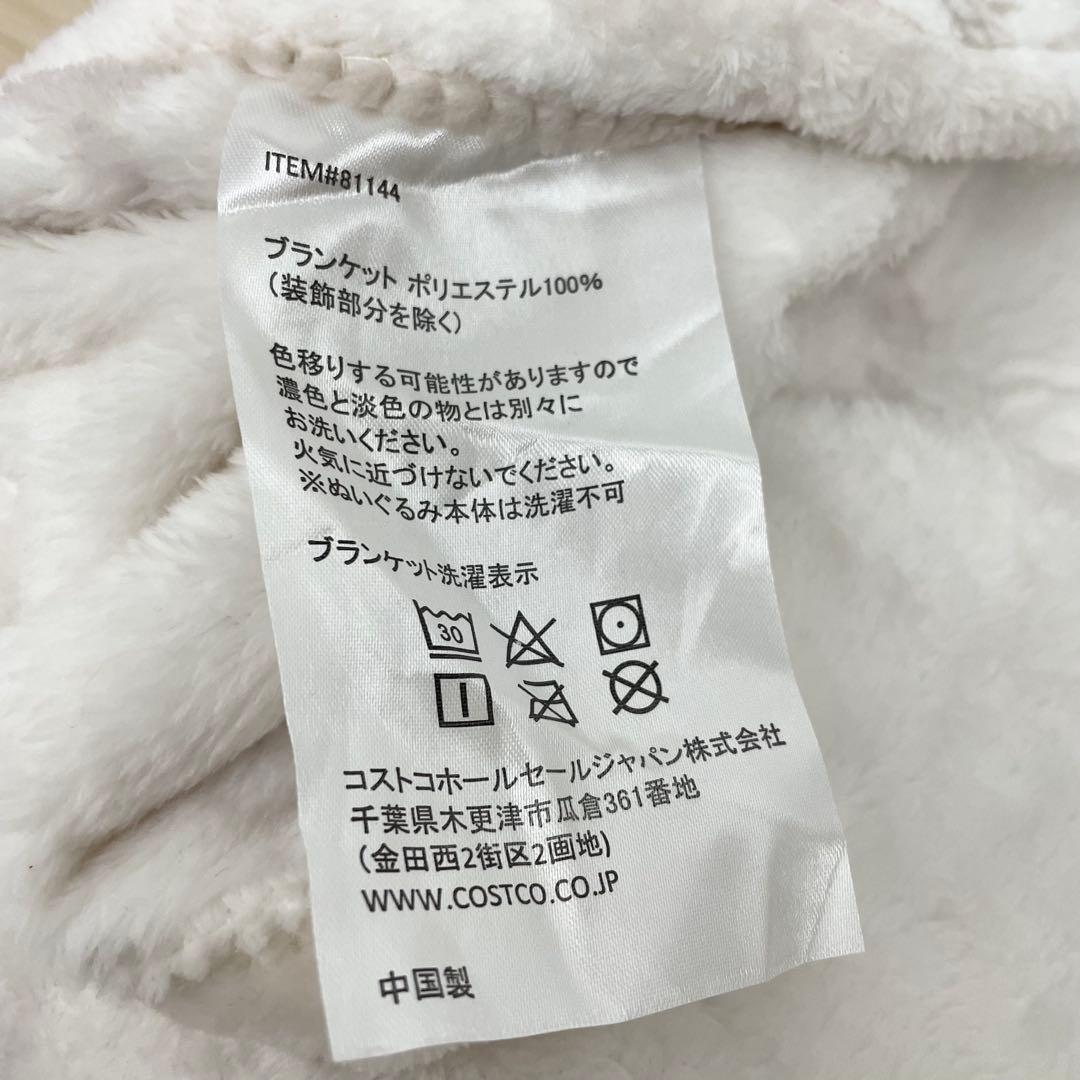 ITEM#81144
ブランケット ポリエステル100%
(装飾部分を除く)
色移りする可能性がありますので
濃色と淡色の物とは別々に
お洗いください。
火気に近づけないでください。
※ぬいぐるみ本体は洗濯不可
ブランケット洗濯表示
30
コストコホールセールジャパン株式会社
千葉県木更津市瓜倉361番地
(金田西2街区2画地)
WWW.COSTCO.CO.JP
中国製